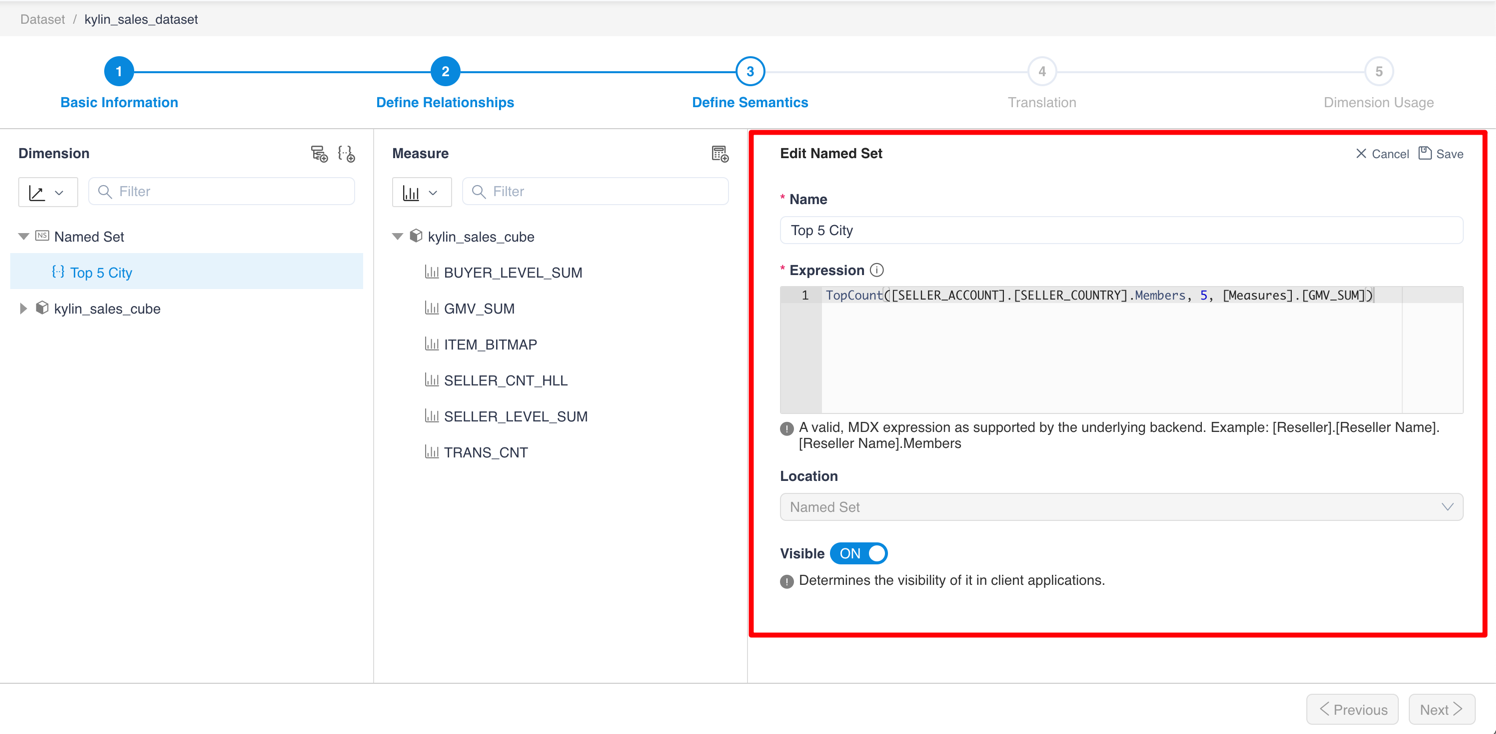 Dataset / kylin_sales_dataset
1 2 3 4 5
Basic Information Define Relationships Define Semantics Translation Dimension Usage
Dimension
Filter
NS Named Set
{··} Top 5 City
kylin_sales_cube
Measure
Filter
kylin_sales_cube
BUYER_LEVEL_SUM
GMV_SUM
ITEM_BITMAP
SELLER_CNT_HLL
SELLER_LEVEL_SUM
TRANS_CNT
Edit Named Set Cancel Save
* Name
Top 5 City
* Expression
1 TopCount([SELLER_ACCOUNT].[SELLER_COUNTRY].Members, 5, [Measures].[GMV_SUM])
A valid, MDX expression as supported by the underlying backend. Example: [Reseller].[Reseller Name].
[Reseller Name].Members
Location
Named Set
Visible ON
Determines the visibility of it in client applications.
Previous Next